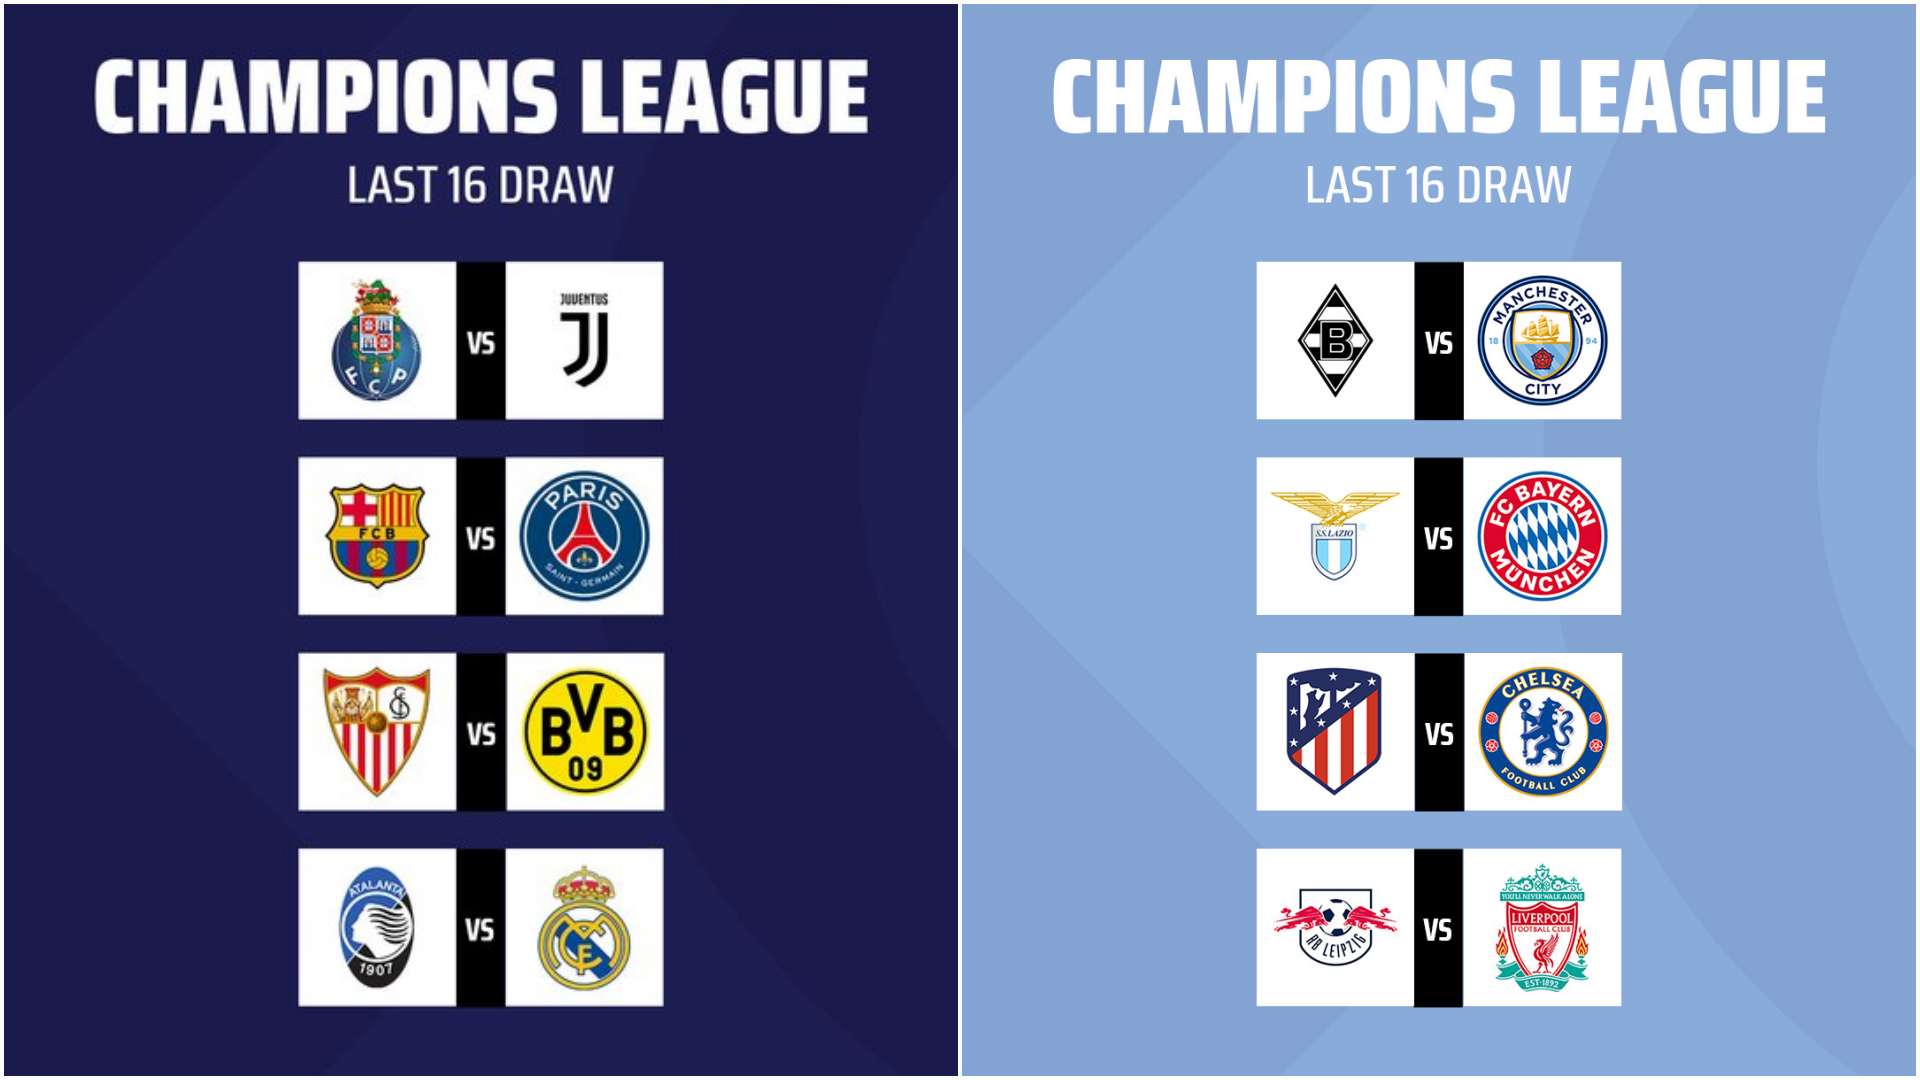 CHAMPIONS LEAGUE
LAST 16 DRAW
FCP
VS
JUVENTUS
FCB
VS
PARIS
SAINT-GERMAIN
VS
BVB
09
ATALANTA
1907
VS
CHAMPIONS LEAGUE
LAST 16 DRAW
B
VS
MANCHESTER
18 94
CITY
S.S.LAZIO
VS
FC BAYERN
MÜNCHEN
VS
CHELSEA
FOOTBALL CLUB
RB LEIPZIG
VS
YOU'LL NEVER WALK ALONE
LIVERPOOL
FOOTBALL CLUB
EST·1892